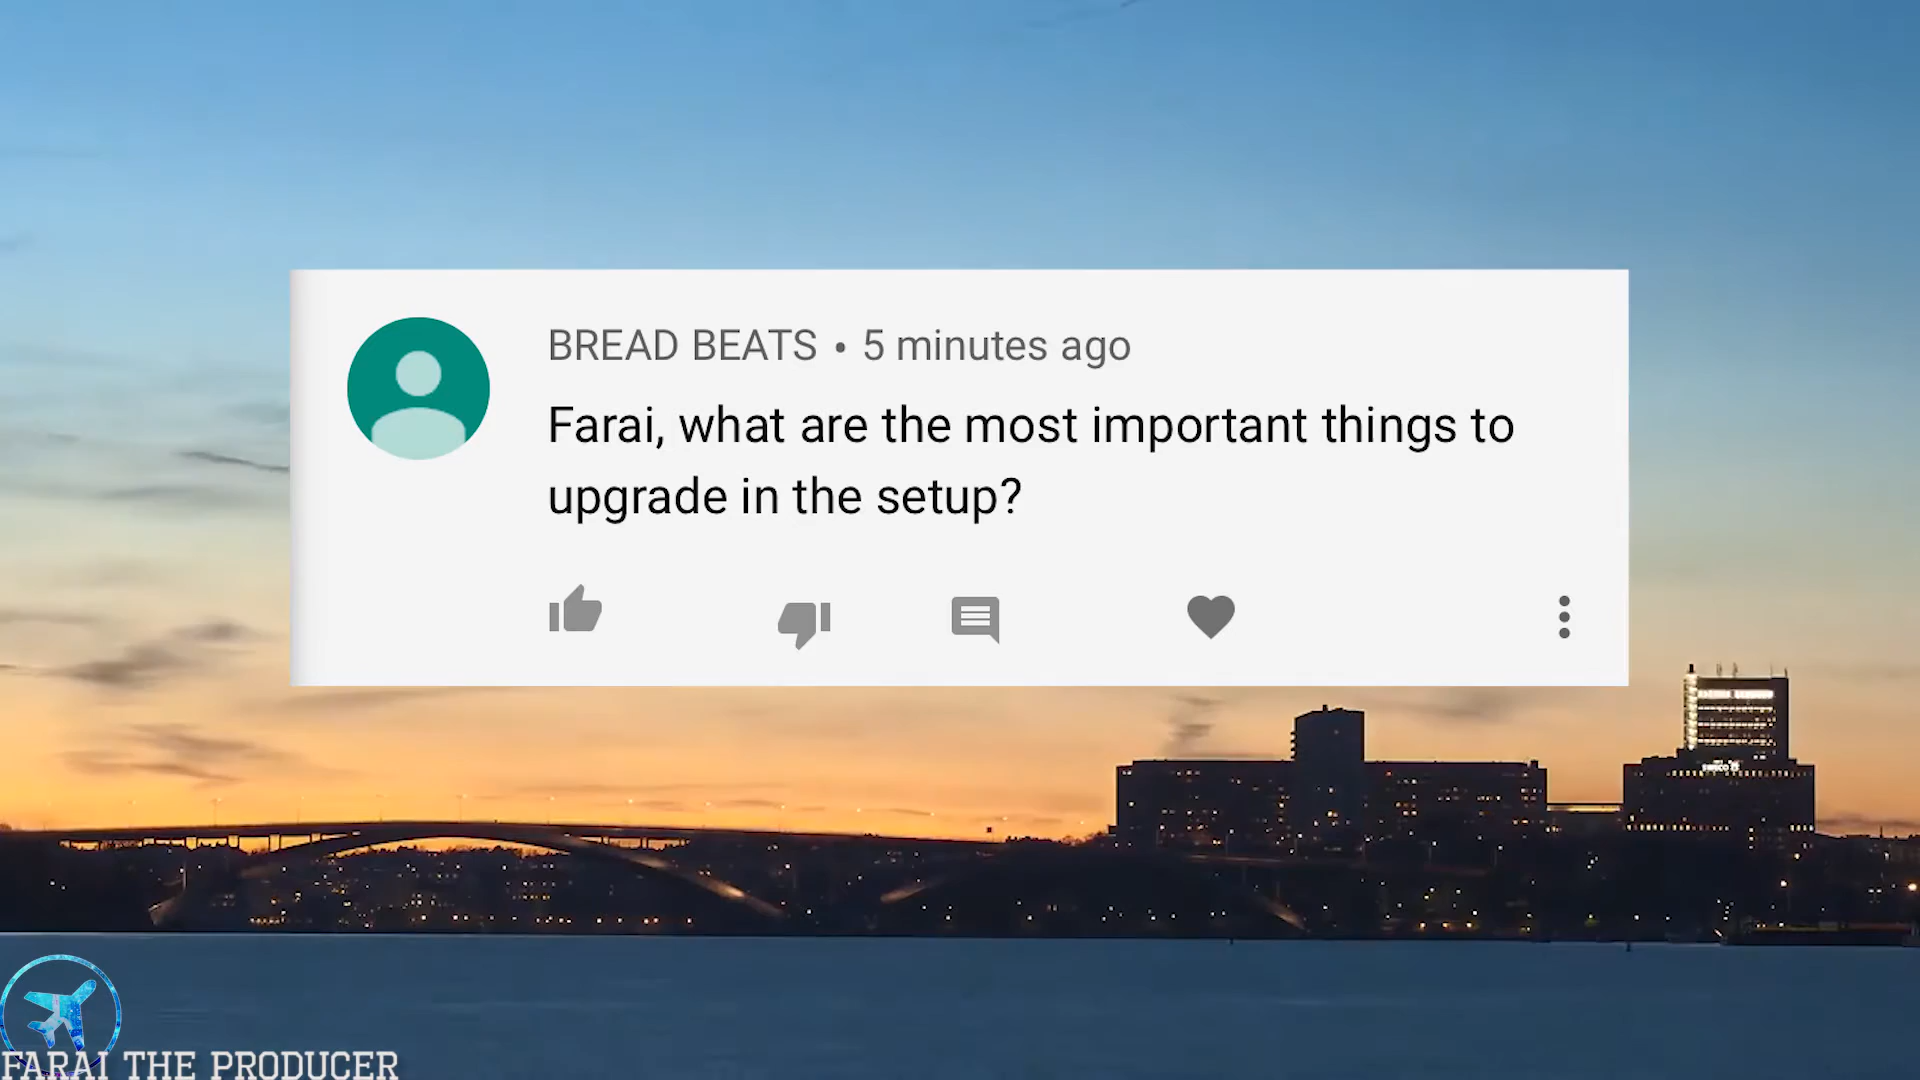 BREAD BEATS • 5 minutes ago
Farai, what are the most important things to
upgrade in the setup?
FARAI THE PRODUCER